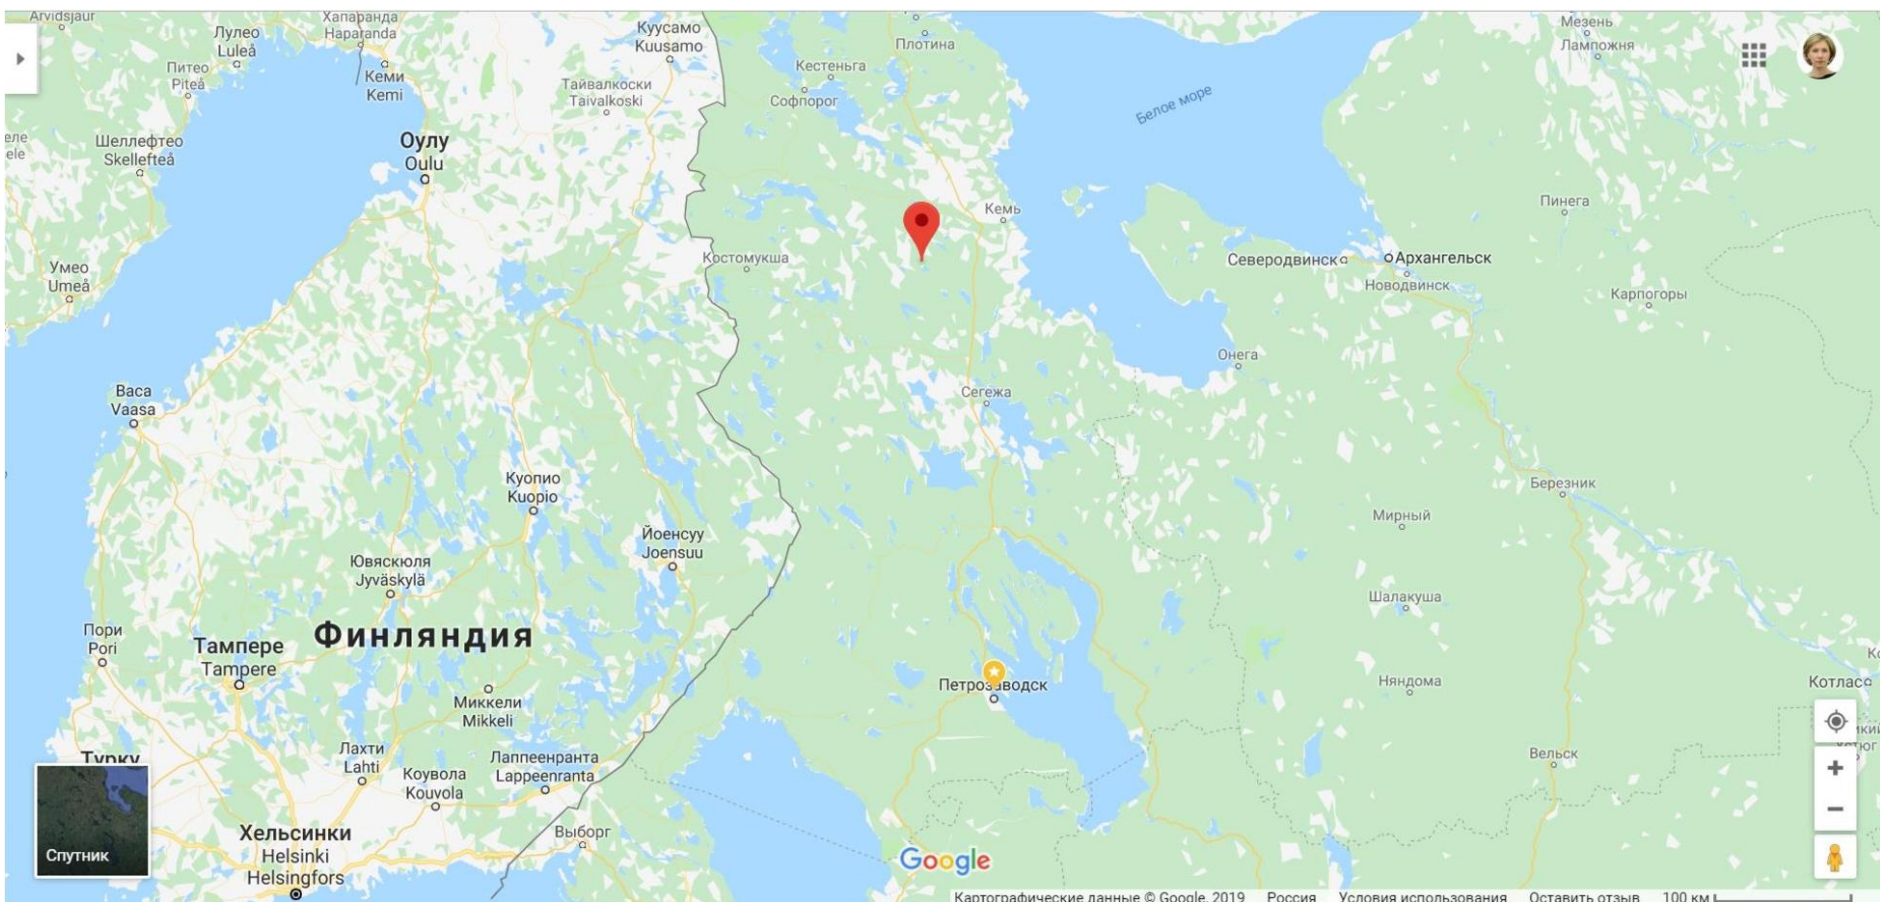 Arvidsjaur
Лулео
Luleå
Хапаранда
Haparanda
Куусамо
Kuusamo
Плотина
Мезень
Лампожня
Питео
Piteå
Кеми
Kemi
Тайвалкоски
Taivalkoski
Кестеньга
Софпорог
Белое море
Шеллефтео
Skellefteå
Оулу
Oulu
Кемь
Пинега
Умео
Umeå
Костомукша
Северодвинск
Архангельск
Новодвинск
Карпогоры
Онега
Васа
Vaasa
Сегежа
Куопио
Kuopio
Березник
Йоенсуу
Joensuu
Мирный
Ювяскюля
Jyväskylä
Шалакуша
Пори
Pori
Тампере
Tampere
Финляндия
Петрозаводск
Няндома
Котлас
Миккели
Mikkeli
Турку
Лахти
Lahti
Коувола
Kouvola
Лаппеенранта
Lappeenranta
Вельск
Хельсинки
Helsinki
Helsingfors
Выборг
Спутник
Google
Картографические данные © Google, 2019 Россия Условия использования Оставить отзыв 100 км